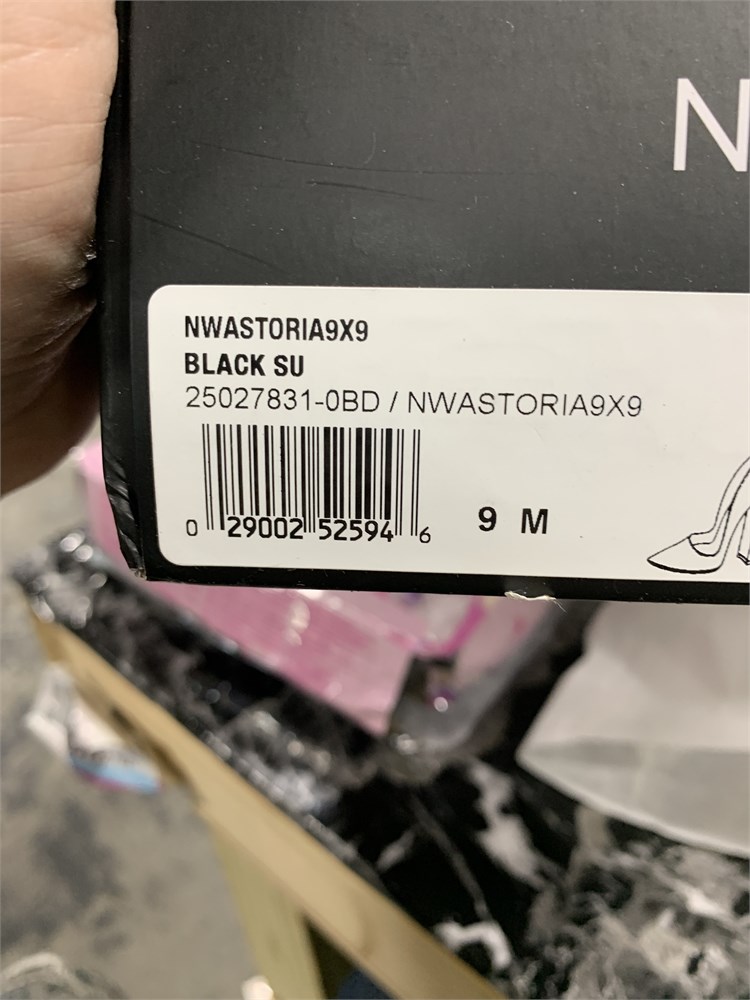 N
NWASTORIA9X9
BLACK SU
25027831-0BD / NWASTORIA9X9
0 29002 52594 6
9 M